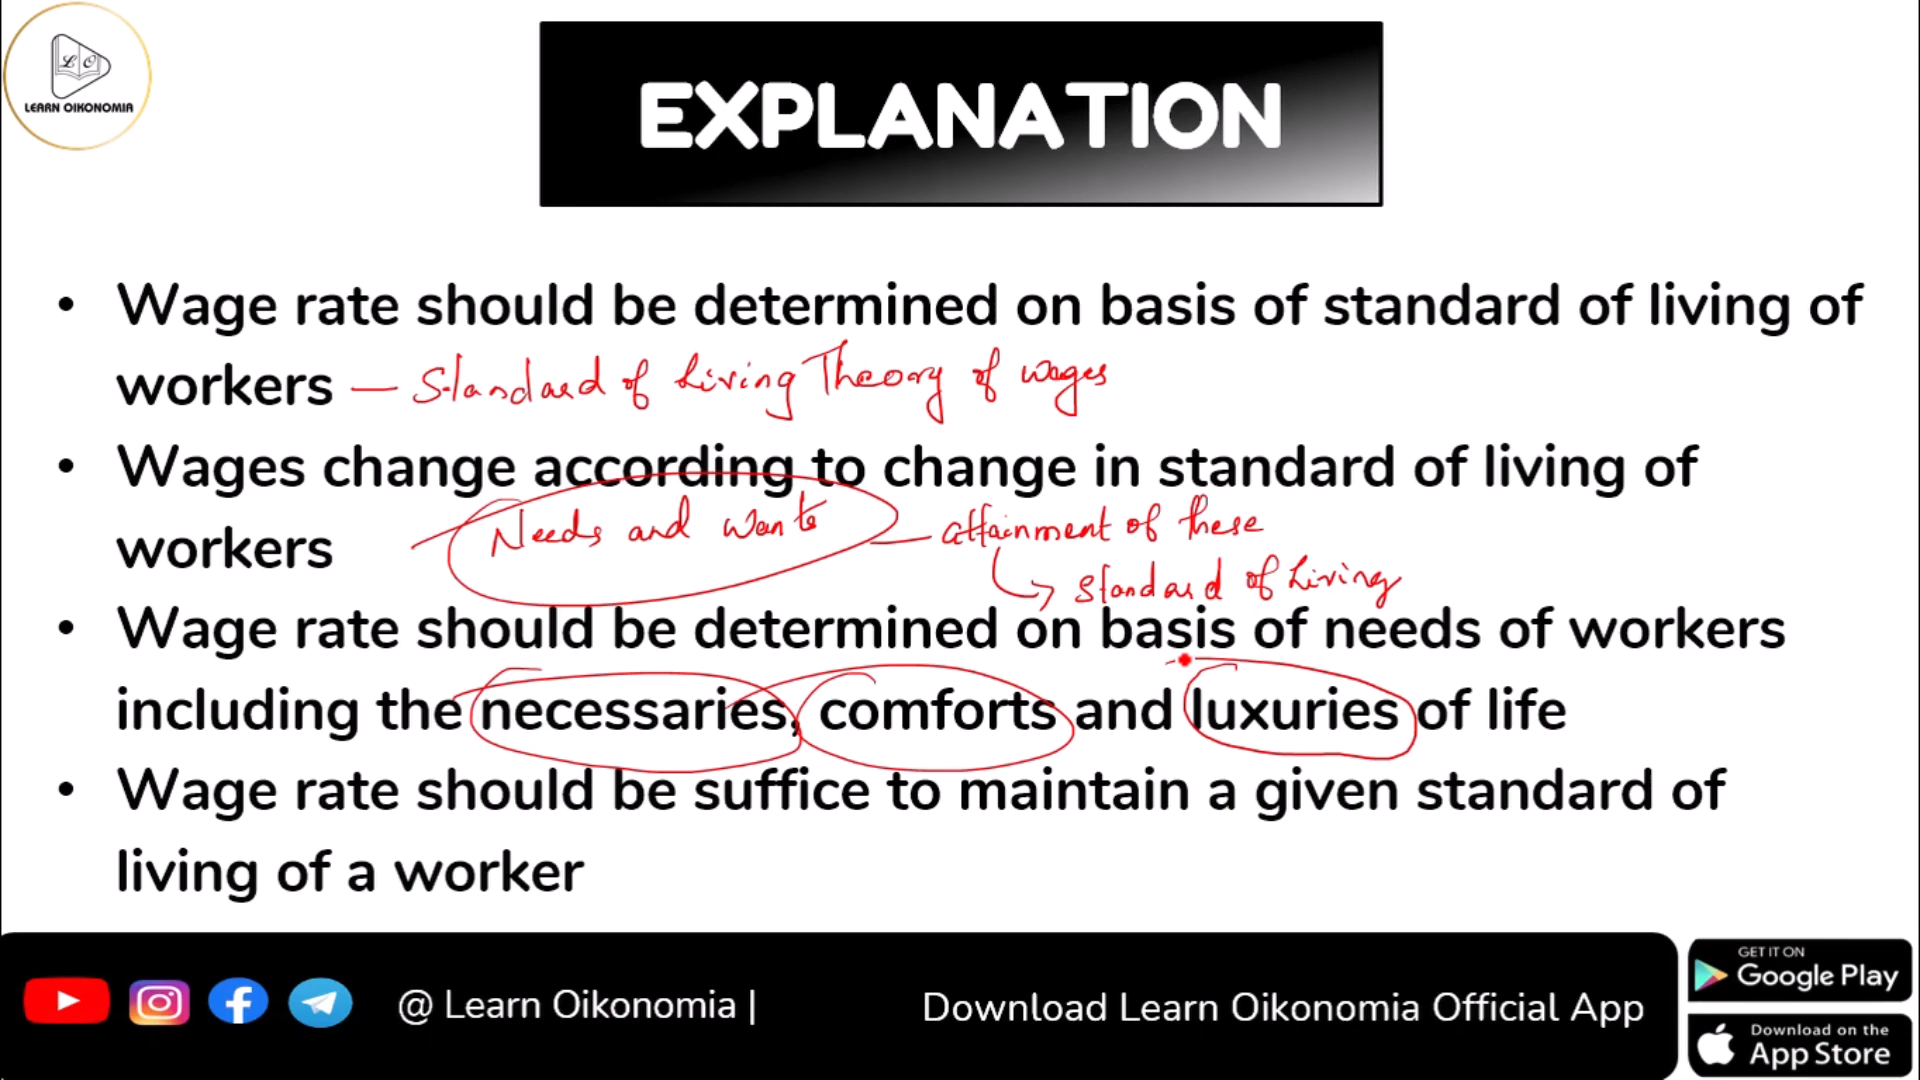 L O
LEARN OIKONOMIA
EXPLANATION
• Wage rate should be determined on basis of standard of living of
workers — Standard of Living Theory of wages
• Wages change according to change in standard of living of
workers
Needs and wants — attainment of these
→ Standard of Living
• Wage rate should be determined on basis of needs of workers
including the necessaries, comforts and luxuries of life
• Wage rate should be suffice to maintain a given standard of
living of a worker
@ Learn Oikonomia |
Download Learn Oikonomia Official App
GET IT ON
Google Play
Download on the
App Store